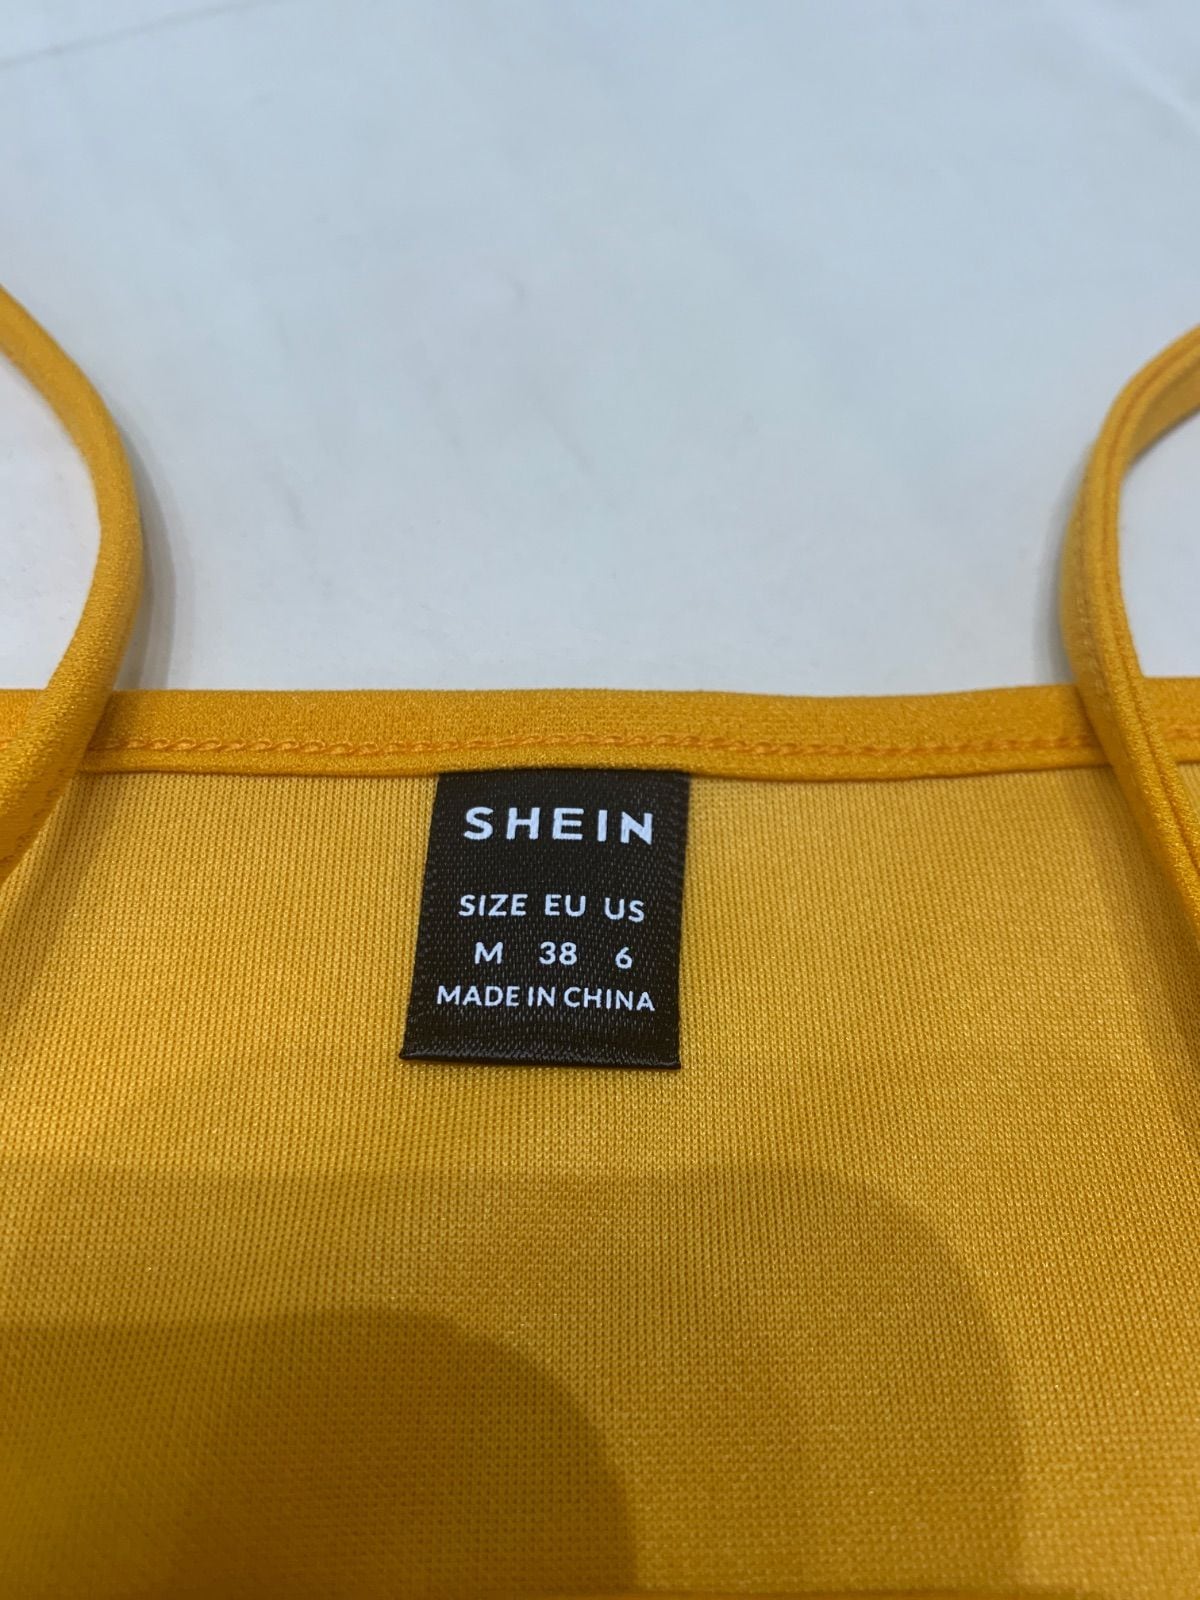 SHEIN
SIZE EU US
M 38 6
MADE IN CHINA